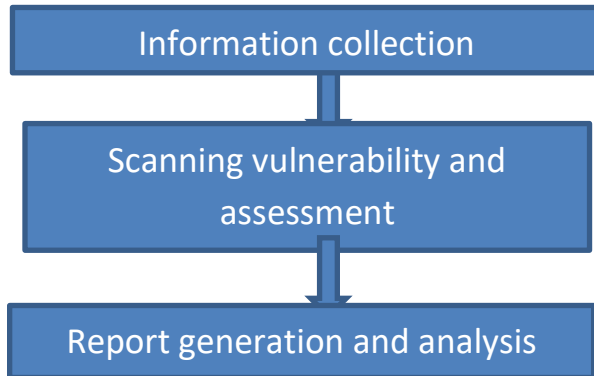 Information collection
Scanning vulnerability and
assessment
Report generation and analysis